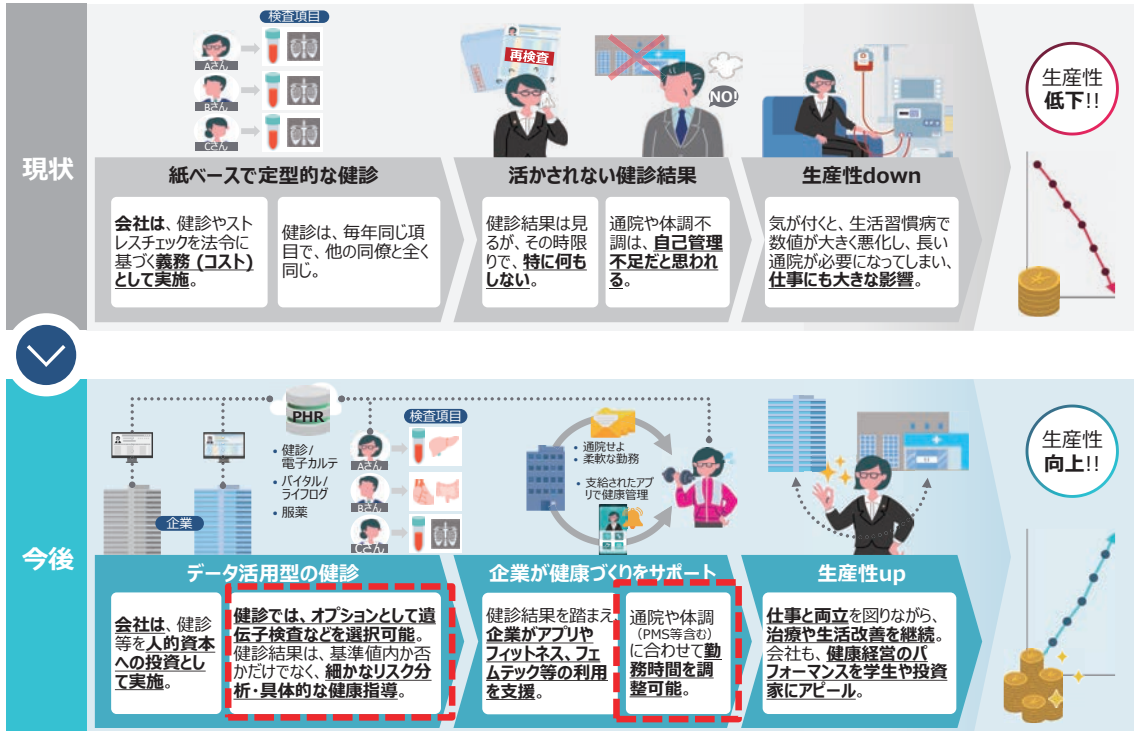 検査項目
Aさん
Bさん
Cさん
再検査
NO!
生産性
低下!!
現状
紙ベースで定型的な健診
活かされない健診結果
生産性down
会社は、健診やスト
レスチェックを法令に
基づく義務 (コスト)
として実施。
健診は、毎年同じ項
目で、他の同僚と全く
同じ。
健診結果は見
るが、その時限
りで、特に何も
しない。
通院や体調不
調は、自己管理
不足だと思われ
る。
気が付くと、生活習慣病で
数値が大きく悪化し、長い
通院が必要になってしまい、
仕事にも大きな影響。
今後
PHR
・健診/
電子カルテ
・バイタル/
ライフログ
・服薬
企業
検査項目
Aさん
Bさん
Cさん
・通院せよ
・柔軟な勤務
・支給されたアプ
リで健康管理
生産性
向上!!
データ活用型の健診
企業が健康づくりをサポート
生産性up
会社は、健診
等を人的資本
への投資とし
て実施。
健診では、オプションとして遺
伝子検査などを選択可能。
健診結果は、基準値内か否
かだけでなく、細かなリスク分
析・具体的な健康指導。
健診結果を踏まえ、
企業がアプリや
フィットネス、フェ
ムテック等の利用
を支援。
通院や体調
(PMS等含む)
に合わせて勤
務時間を調
整可能。
仕事と両立を図りながら、
治療や生活改善を継続。
会社も、健康経営のパ
フォーマンスを学生や投資
家にアピール。